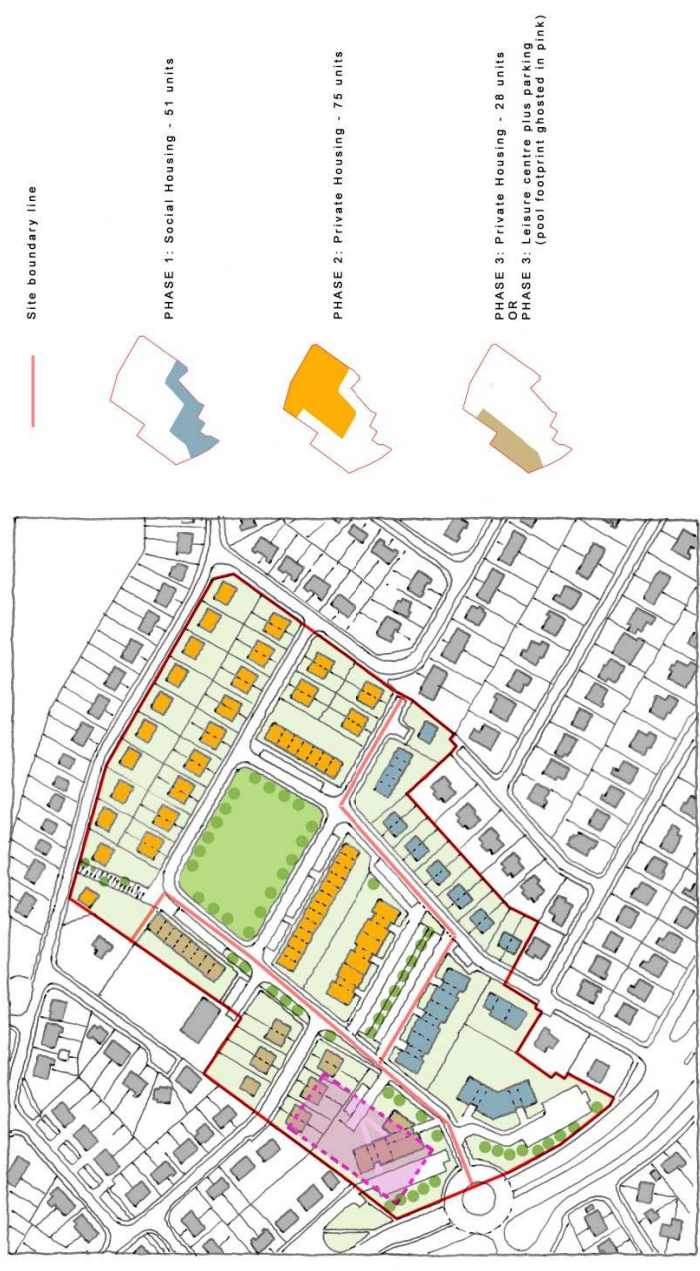 Site boundary line
PHASE 1: Social Housing - 51 units
PHASE 2: Private Housing - 75 units
PHASE 3: Private Housing - 28 units
OR
PHASE 3: Leisure centre plus parking
(pool footprint ghosted in pink)